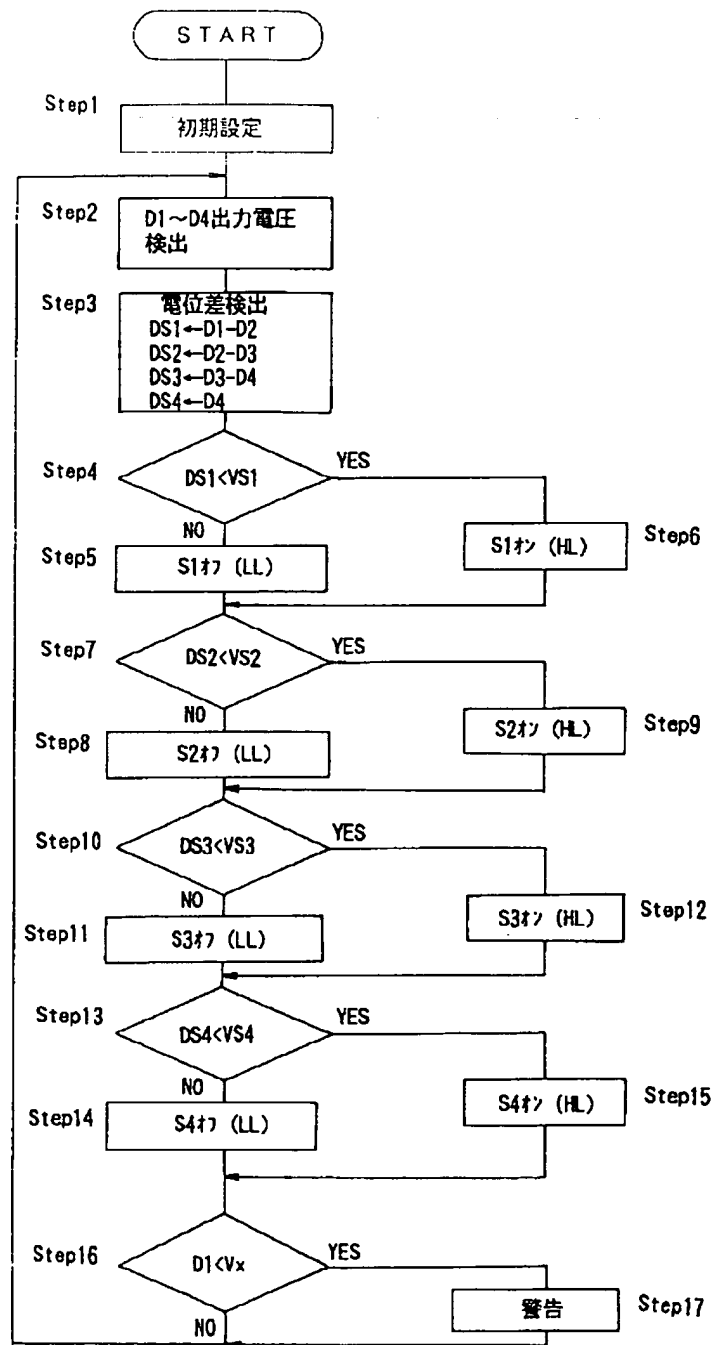 START
Step1
初期設定
Step2
D1～D4出力電圧
検出
Step3
電位差検出
DS1←D1-D2
DS2←D2-D3
DS3←D3-D4
DS4←D4
Step4
DS1<VS1
YES
NO
Step5
S1オフ (LL)
S1オン (HL)
Step6
Step7
DS2<VS2
YES
NO
Step8
S2オフ (LL)
S2オン (HL)
Step9
Step10
DS3<VS3
YES
NO
Step11
S3オフ (LL)
S3オン (HL)
Step12
Step13
DS4<VS4
YES
NO
Step14
S4オフ (LL)
S4オン (HL)
Step15
Step16
D1<Vx
YES
NO
警告
Step17